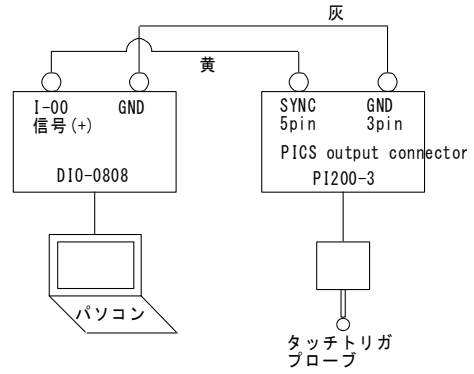 灰
黄
I-00 GND
信号(+)
DIO-0808
SYNC GND
5pin 3pin
PICS output connector
PI200-3
パソコン
タッチトリガ
プローブ